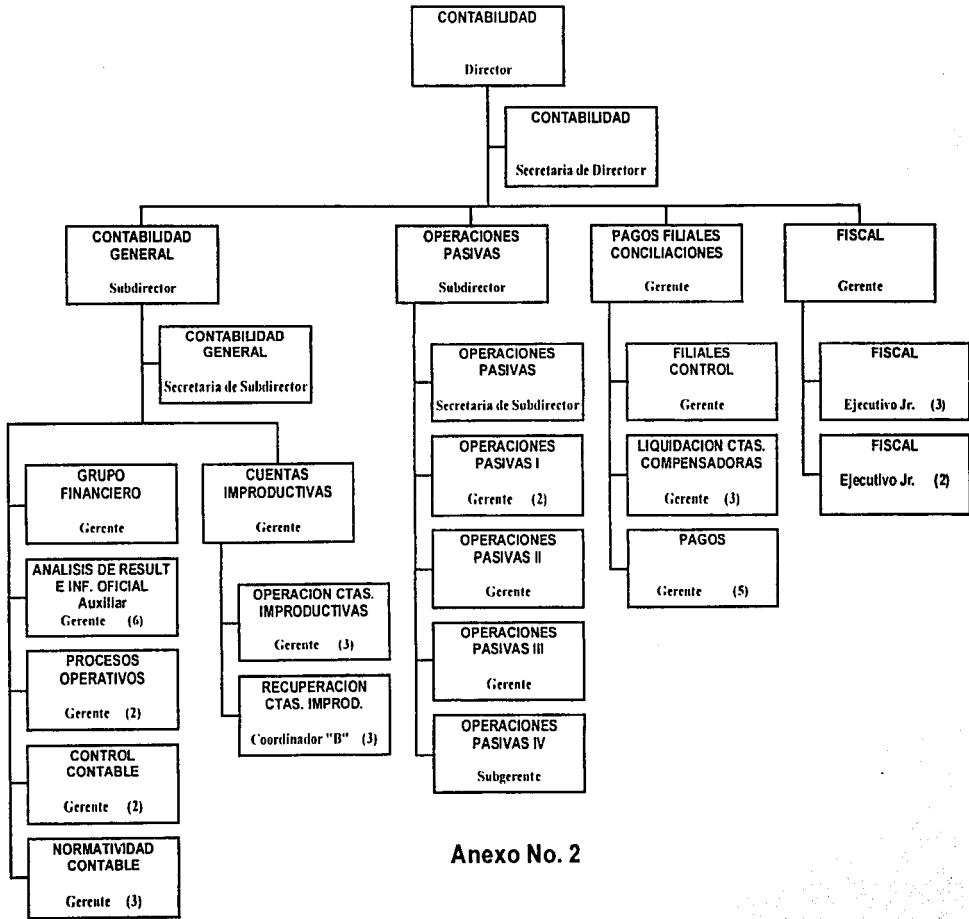 CONTABILIDAD
Director
CONTABILIDAD
Secretaria de Directorr
CONTABILIDAD
GENERAL
Subdirector
OPERACIONES
PASIVAS
Subdirector
PAGOS FILIALES
CONCILIACIONES
Gerente
FISCAL
Gerente
CONTABILIDAD
GENERAL
Secretaria de Subdirector
GRUPO
FINANCIERO
Gerente
ANALISIS DE RESULT
E INF. OFICIAL
Auxiliar
Gerente (6)
PROCESOS
OPERATIVOS
Gerente (2)
CONTROL
CONTABLE
Gerente (2)
NORMATIVIDAD
CONTABLE
Gerente (3)
CUENTAS
IMPRODUCTIVAS
Gerente
OPERACION CTAS.
IMPRODUCTIVAS
Gerente (3)
RECUPERACION
CTAS. IMPROD.
Coordinador "B" (3)
OPERACIONES
PASIVAS
Secretaria de Subdirector
OPERACIONES
PASIVAS I
Gerente (2)
OPERACIONES
PASIVAS II
Gerente
OPERACIONES
PASIVAS III
Gerente
OPERACIONES
PASIVAS IV
Subgerente
FILIALES
CONTROL
Gerente
LIQUIDACION CTAS.
COMPENSADORAS
Gerente (3)
PAGOS
Gerente (5)
FISCAL
Ejecutivo Jr. (3)
FISCAL
Ejecutivo Jr. (2)
Anexo No. 2